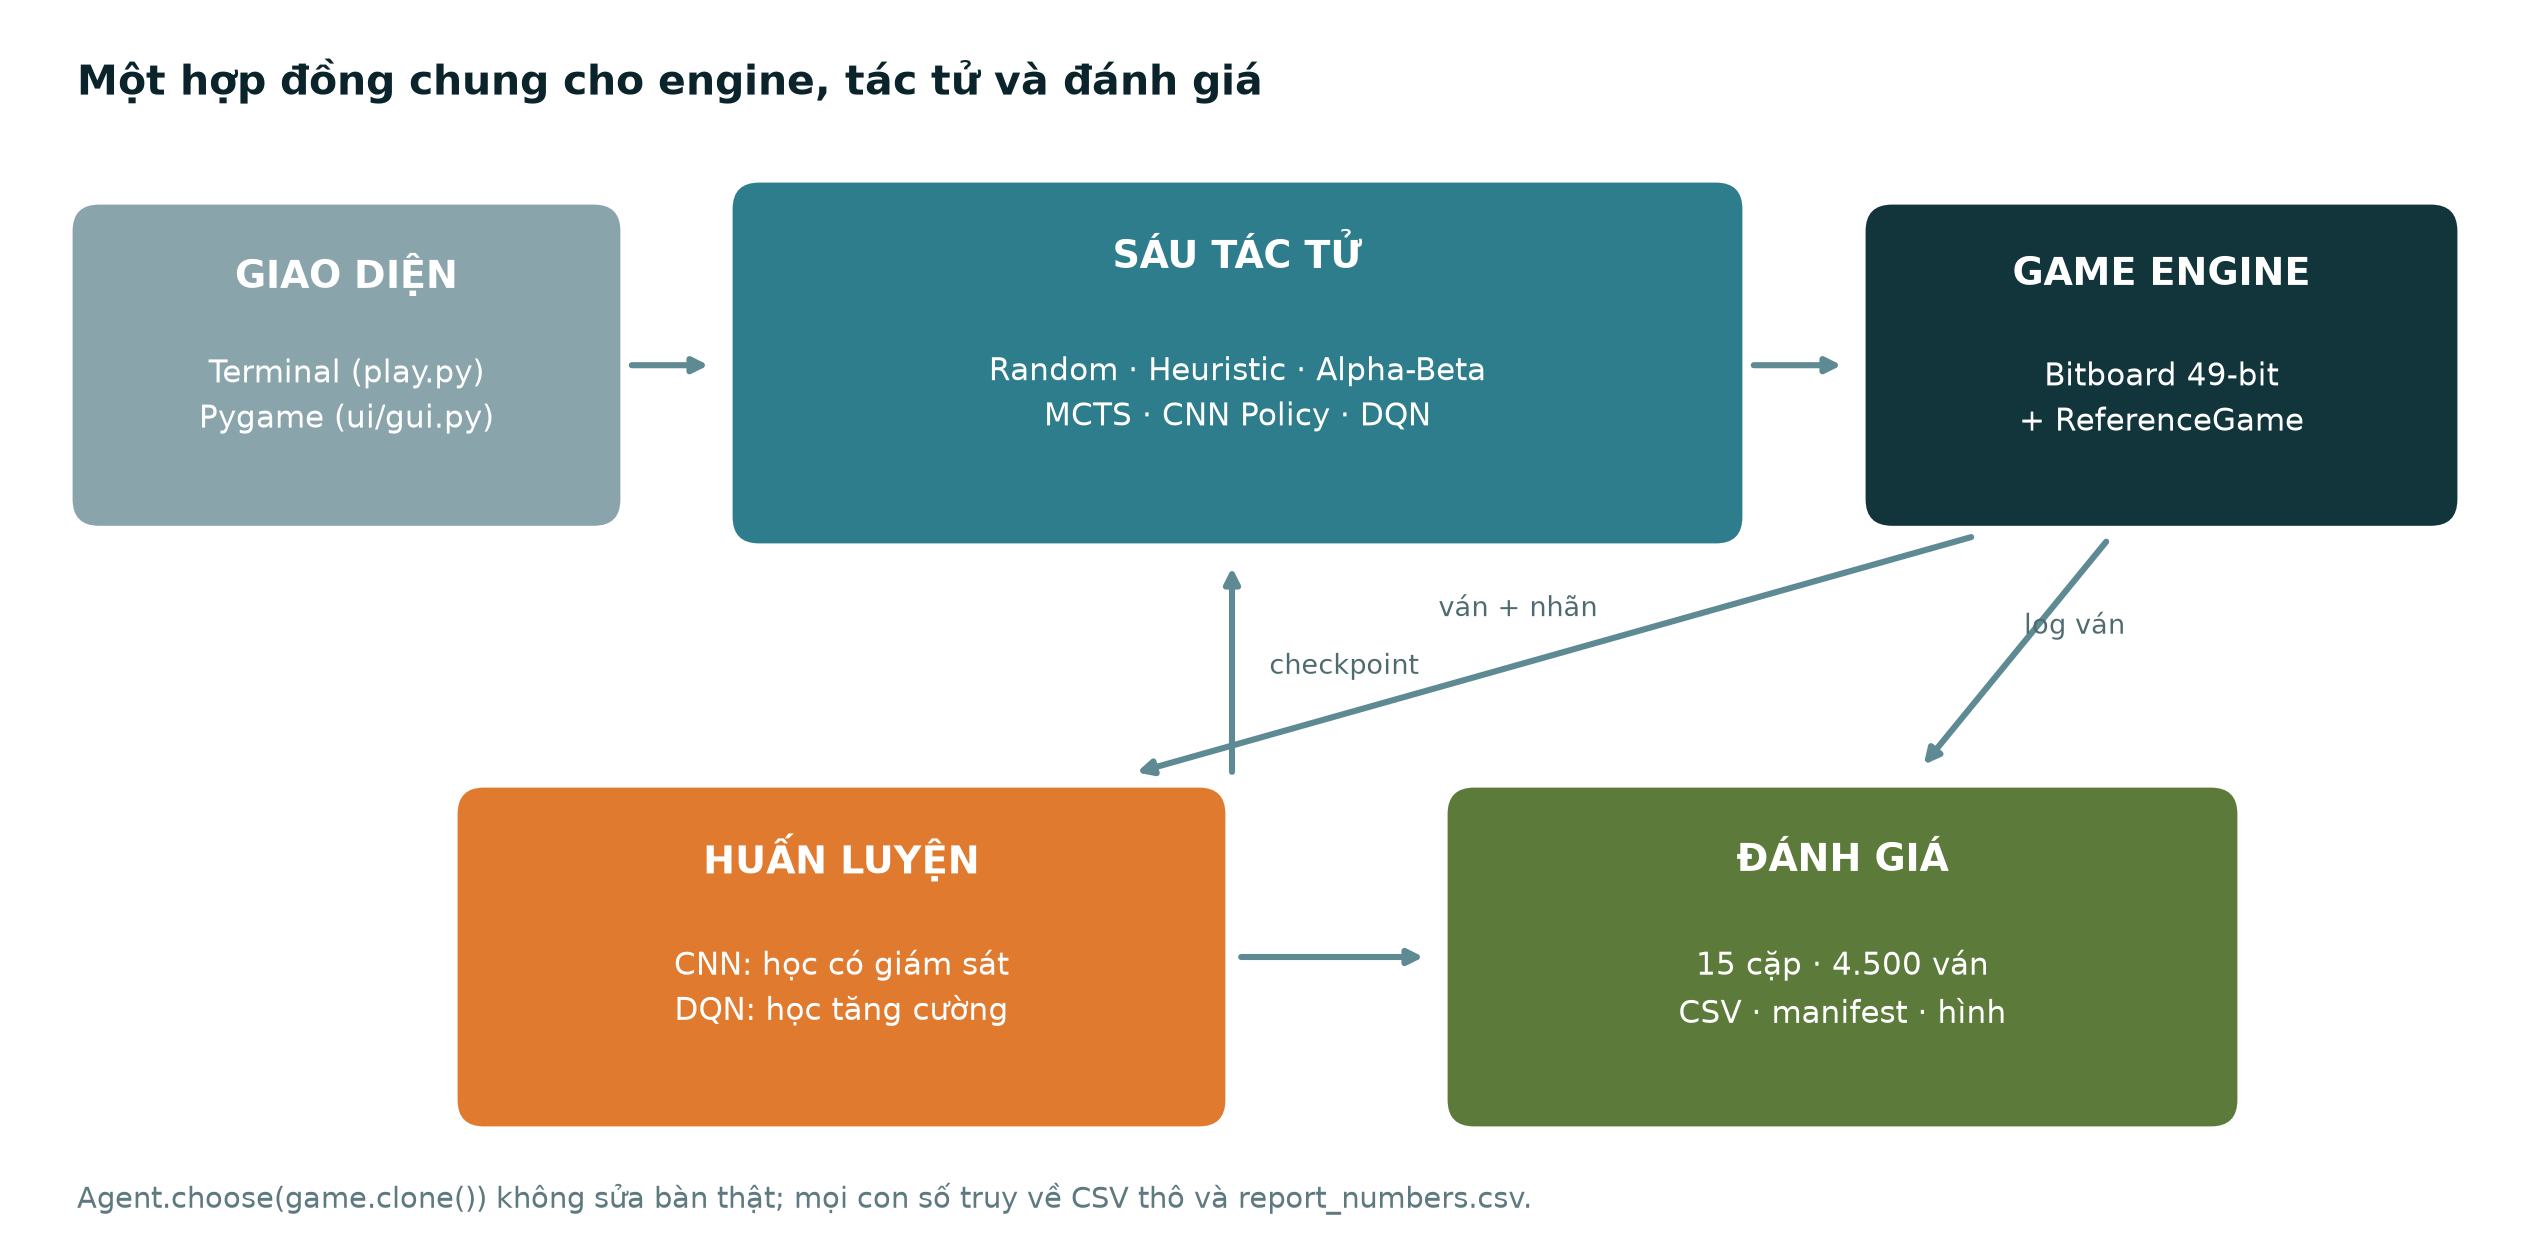 Một hợp đồng chung cho engine, tác tử và đánh giá
GIAO DIỆN
Terminal (play.py)
Pygame (ui/gui.py)
SÁU TÁC TỬ
Random · Heuristic · Alpha-Beta
MCTS · CNN Policy · DQN
GAME ENGINE
Bitboard 49-bit
+ ReferenceGame
ván + nhãn
log ván
checkpoint
HUẤN LUYỆN
CNN: học có giám sát
DQN: học tăng cường
ĐÁNH GIÁ
15 cặp · 4.500 ván
CSV · manifest · hình
Agent.choose(game.clone()) không sửa bàn thật; mọi con số truy về CSV thô và report_numbers.csv.